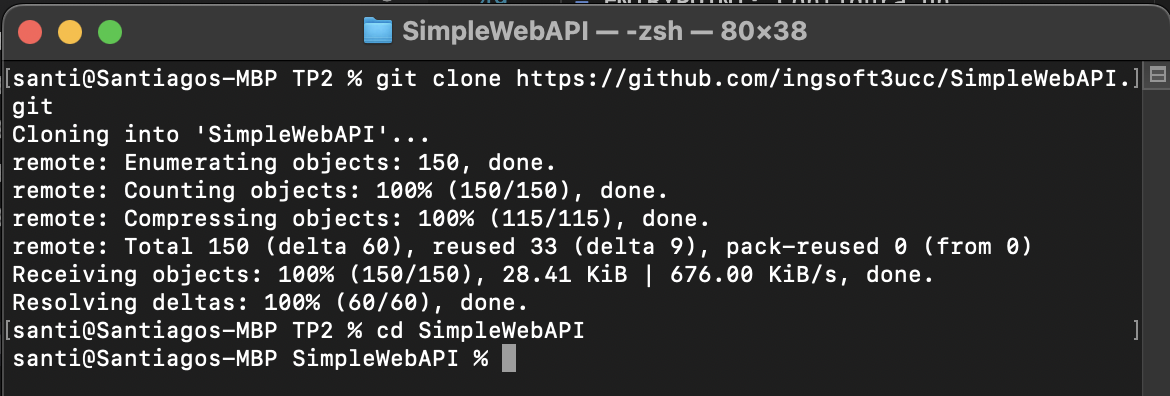 SimpleWebAPI — -zsh — 80×38
[santi@Santiagos-MBP TP2 % git clone https://github.com/ingsoft3ucc/SimpleWebAPI.]
git
Cloning into 'SimpleWebAPI'...
remote: Enumerating objects: 150, done.
remote: Counting objects: 100% (150/150), done.
remote: Compressing objects: 100% (115/115), done.
remote: Total 150 (delta 60), reused 33 (delta 9), pack-reused 0 (from 0)
Receiving objects: 100% (150/150), 28.41 KiB | 676.00 KiB/s, done.
Resolving deltas: 100% (60/60), done.
[santi@Santiagos-MBP TP2 % cd SimpleWebAPI ]
santi@Santiagos-MBP SimpleWebAPI %